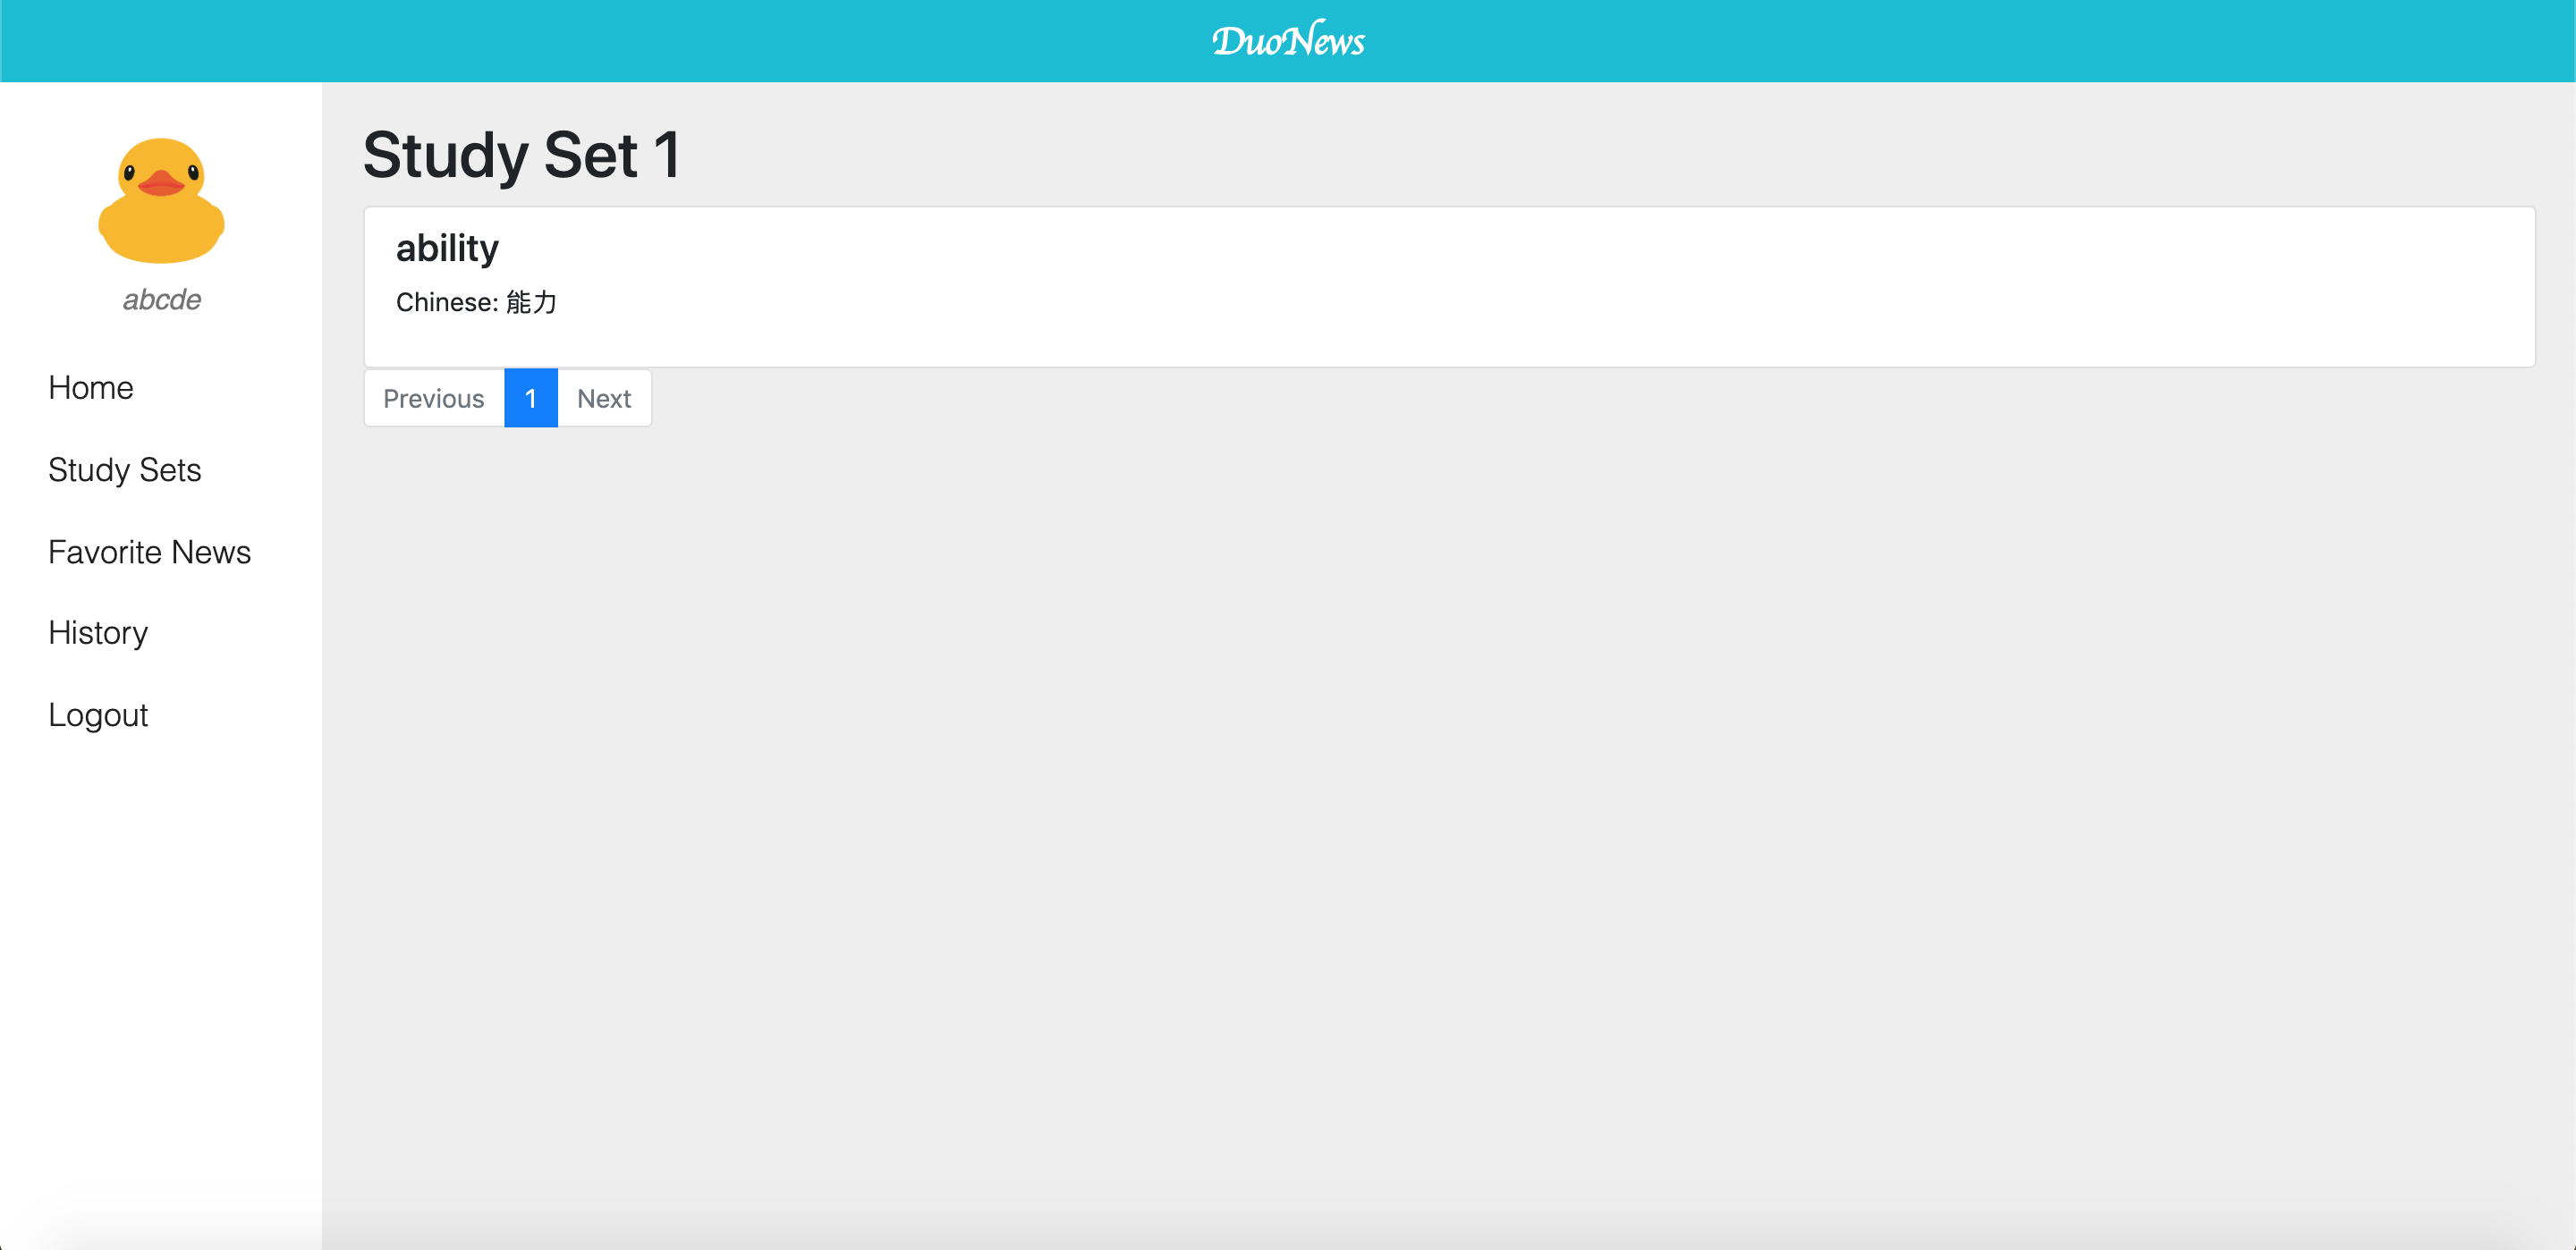 DuoNews
abcde
Home
Study Sets
Favorite News
History
Logout
Study Set 1
ability
Chinese: 能力
Previous 1 Next